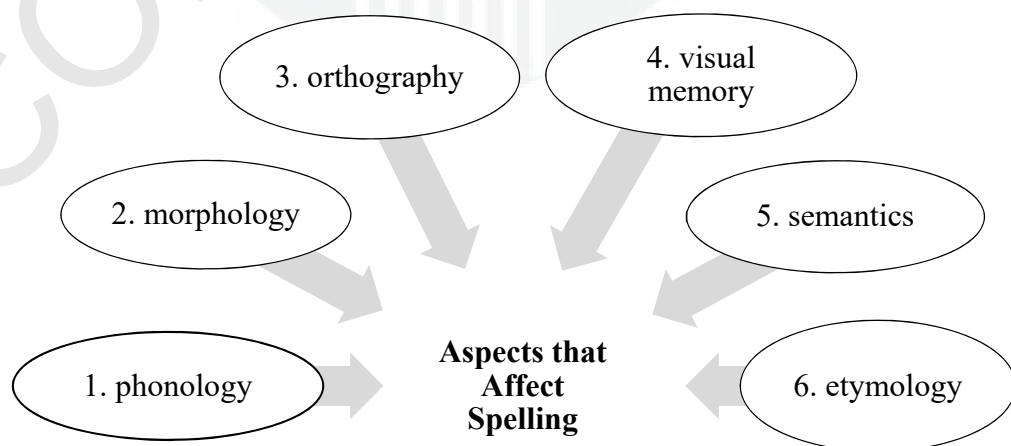 1. phonology
2. morphology
3. orthography
4. visual
memory
5. semantics
6. etymology
Aspects that
Affect
Spelling